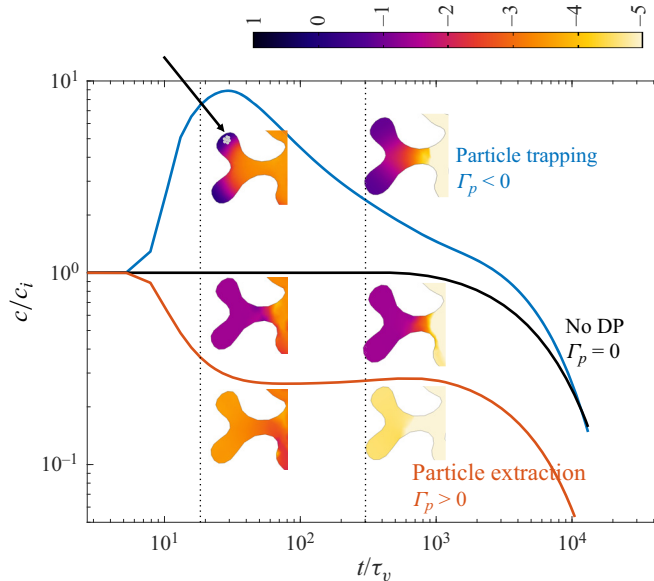 1 0 −1 −2 −3 −4 −5
10¹
Particle trapping
Γₚ < 0
10⁰
c/cᵢ
No DP
Γₚ = 0
10⁻¹
Particle extraction
Γₚ > 0
10¹ 10² 10³ 10⁴
t/τᵥ